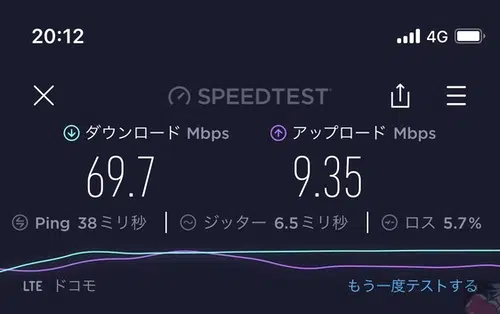 20:12 4G
SPEEDTEST
ダウンロード Mbps アップロード Mbps
69.7 9.35
Ping 38ミリ秒 ジッター 6.5ミリ秒 ロス 5.7%
LTE ドコモ もう一度テストする